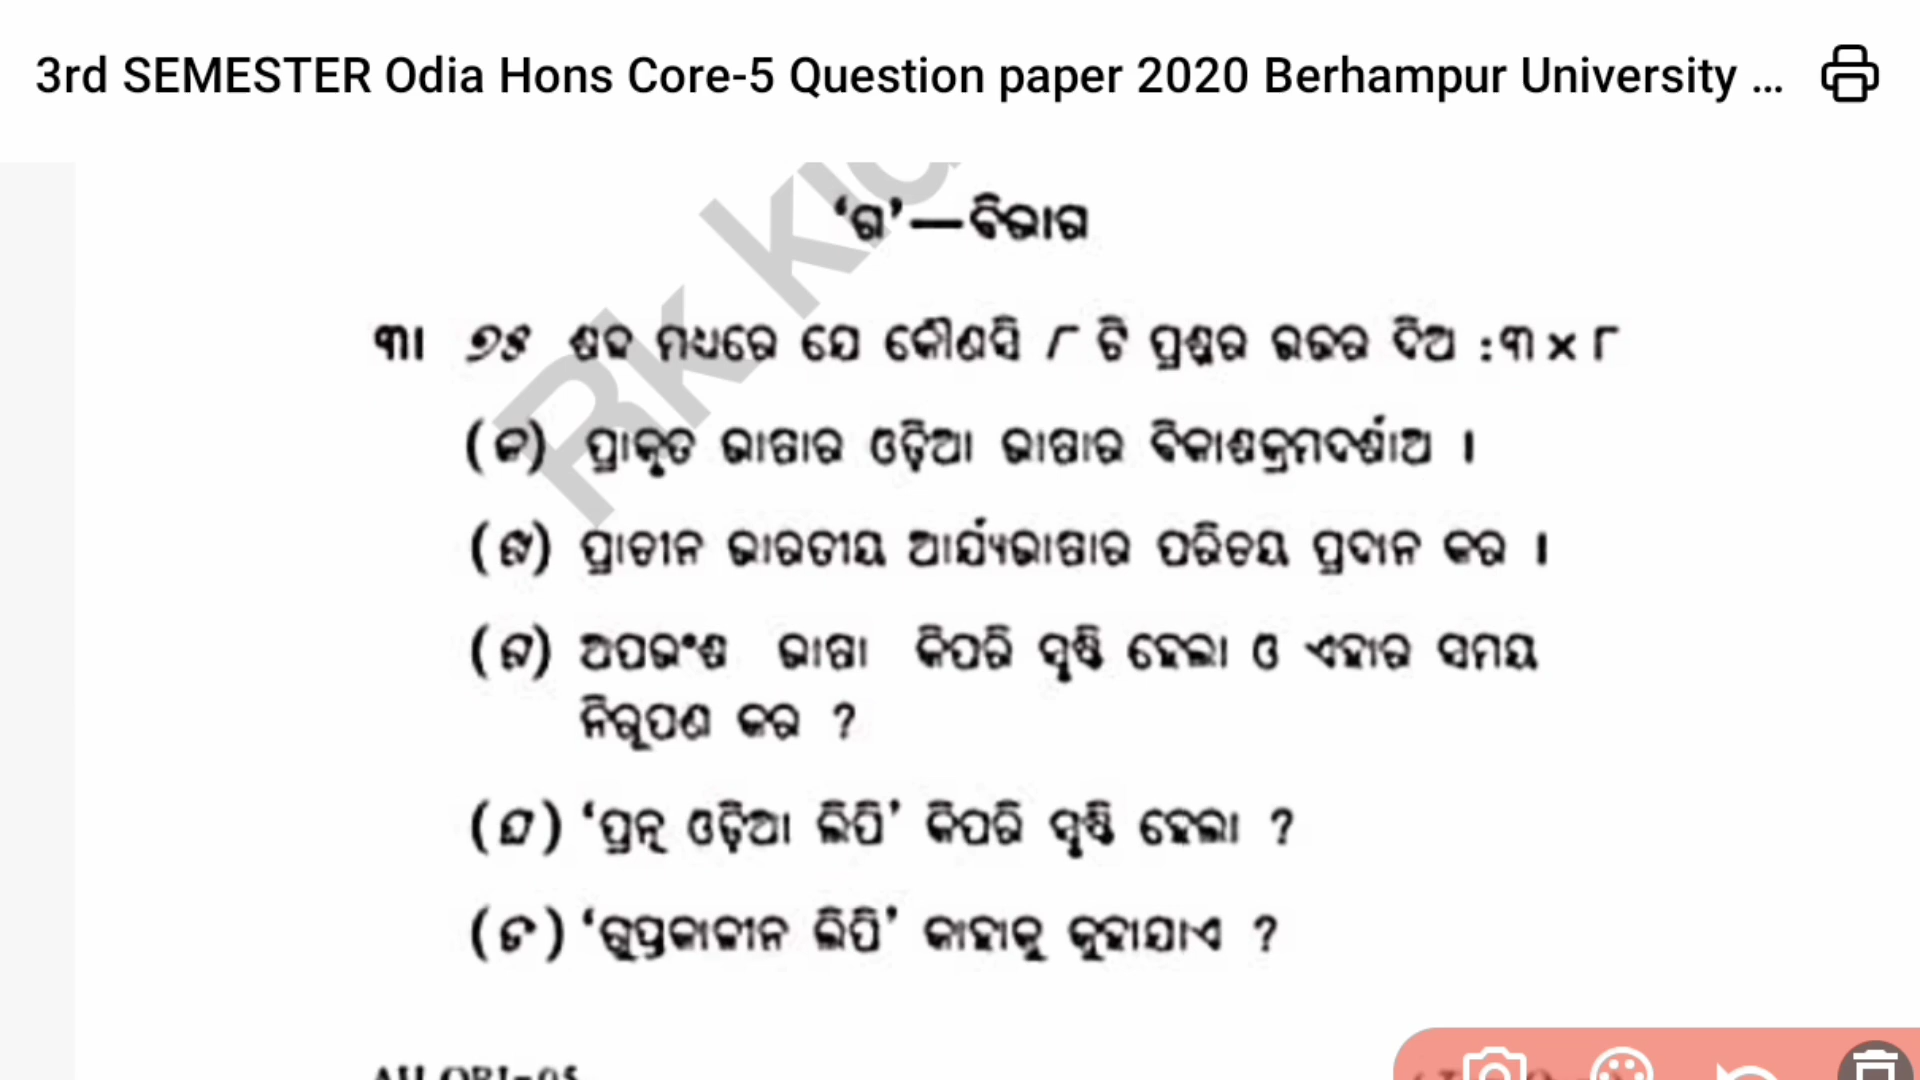 3rd SEMESTER Odia Hons Core-5 Question paper 2020 Berhampur University ...
Rk
‘ଗ’—ବିଭାଗ
୩। ୭୫ ଶବ୍ଦ ମଧ୍ୟରେ ଯେ କୌଣସି ୮ ଟି ପ୍ରଶ୍ନର ଉତ୍ତର ଦିଅ : ୩ × ୮
(କ) ପ୍ରାକୃତ ଭାଷାର ଓଡ଼ିଆ ଭାଷାର ବିକାଶକ୍ରମଦର୍ଶାଅ ।
(ଖ) ପ୍ରାଚୀନ ଭାରତୀୟ ଆର୍ଯ୍ୟଭାଷାର ପରିଚୟ ପ୍ରଦାନ କର ।
(ଗ) ଅପଭ୍ରଂଶ ଭାଷା କିପରି ସୃଷ୍ଟି ହେଲା ଓ ଏହାର ସମୟ
ନିରୂପଣ କର ?
(ଘ) ‘ପ୍ରତ୍ନ ଓଡ଼ିଆ ଲିପି’ କିପରି ସୃଷ୍ଟି ହେଲା ?
(ଙ) ‘ଗୁପ୍ତକାଳୀନ ଲିପି’ କାହାକୁ କୁହାଯାଏ ?